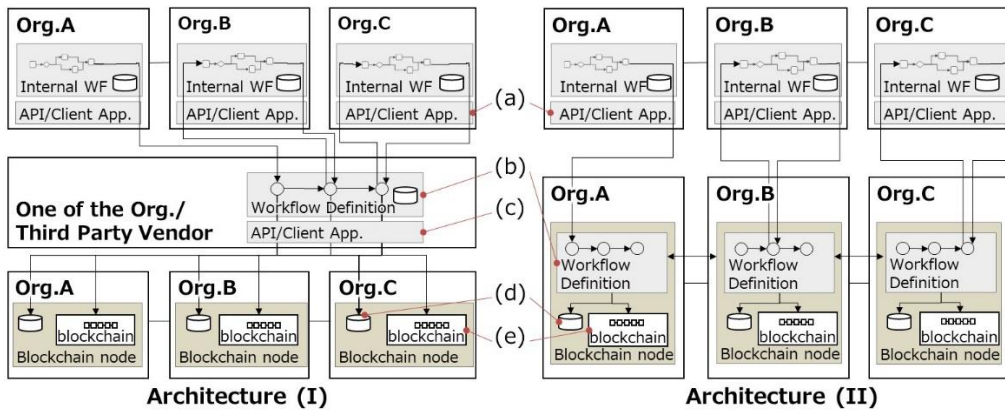 Org.A
Internal WF
API/Client App.
Org.B
Internal WF
API/Client App.
Org.C
Internal WF
API/Client App.
One of the Org./
Third Party Vendor
Workflow Definition
API/Client App.
Org.A
blockchain
Blockchain node
Org.B
blockchain
Blockchain node
Org.C
blockchain
Blockchain node
Architecture (I)
(a)
(b)
(c)
(d)
(e)
Org.A
Internal WF
API/Client App.
Org.B
Internal WF
API/Client App.
Org.C
Internal WF
API/Client App.
Org.A
Workflow
Definition
blockchain
Blockchain node
Org.B
Workflow
Definition
blockchain
Blockchain node
Org.C
Workflow
Definition
blockchain
Blockchain node
Architecture (II)